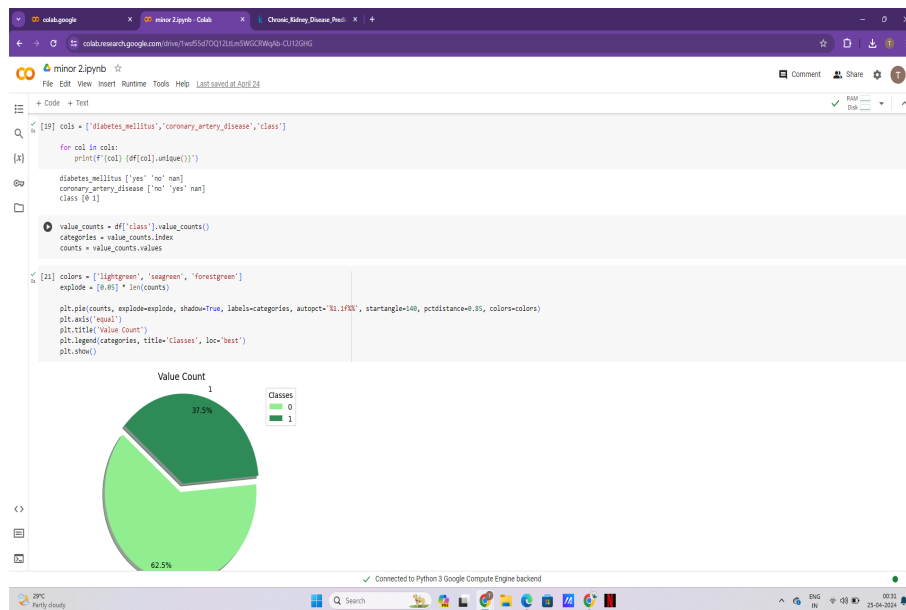 colab.google
minor 2.ipynb - Colab
Chronic_Kidney_Disease_Predi
colab.research.google.com/drive/1wsf55d7OQ12LtLm5WGCRWqAb-CU12GHG
minor 2.ipynb
File Edit View Insert Runtime Tools Help Last saved at April 24
Comment Share T
+ Code + Text
RAM
Disk
[19] cols = ['diabetes_mellitus','coronary_artery_disease','class']
for col in cols:
print(f'{col} {df[col].unique()}')
diabetes_mellitus ['yes' 'no' nan]
coronary_artery_disease ['no' 'yes' nan]
class [0 1]
value_counts = df['class'].value_counts()
categories = value_counts.index
counts = value_counts.values
[21] colors = ['lightgreen', 'seagreen', 'forestgreen']
explode = [0.05] * len(counts)
plt.pie(counts, explode=explode, shadow=True, labels=categories, autopct='%1.1f%%', startangle=140, pctdistance=0.85, colors=colors)
plt.axis('equal')
plt.title('Value Count')
plt.legend(categories, title='Classes', loc='best')
plt.show()
Value Count
1
37.5%
Classes
0
1
62.5%
Connected to Python 3 Google Compute Engine backend
29°C
Partly cloudy
Search
ENG
IN
00:31
25-04-2024